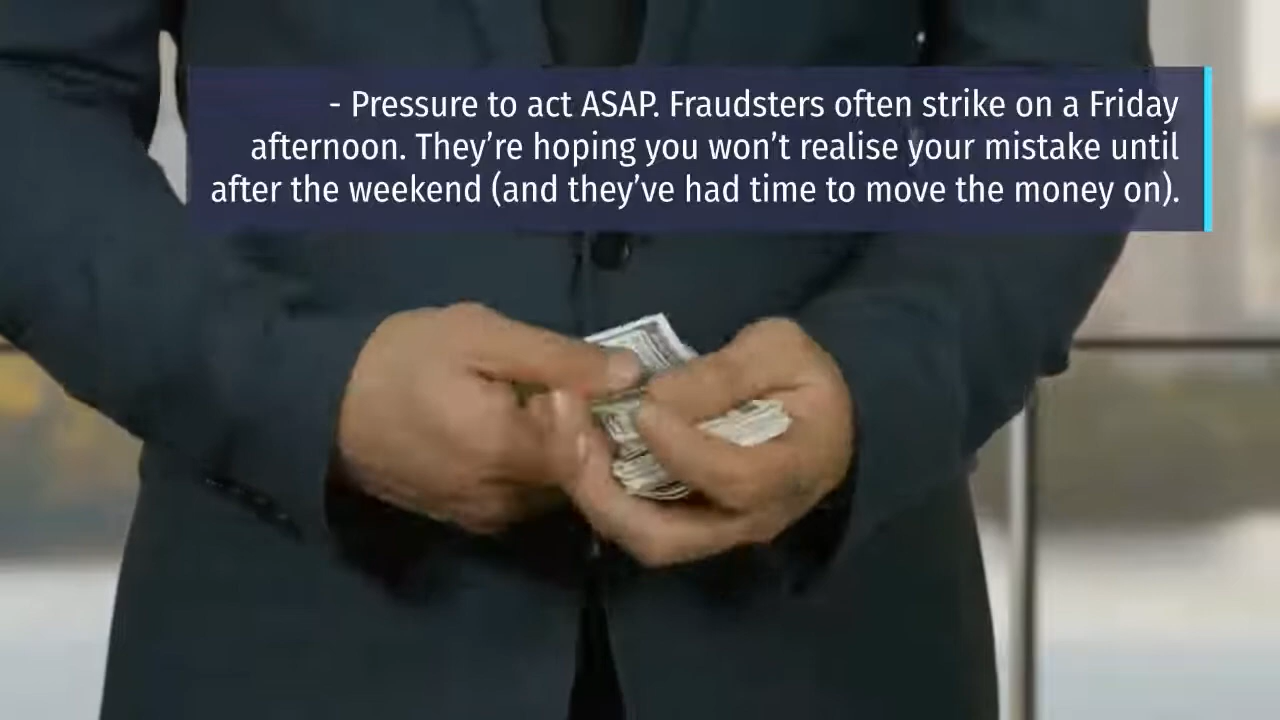 - Pressure to act ASAP. Fraudsters often strike on a Friday
afternoon. They’re hoping you won’t realise your mistake until
after the weekend (and they’ve had time to move the money on).